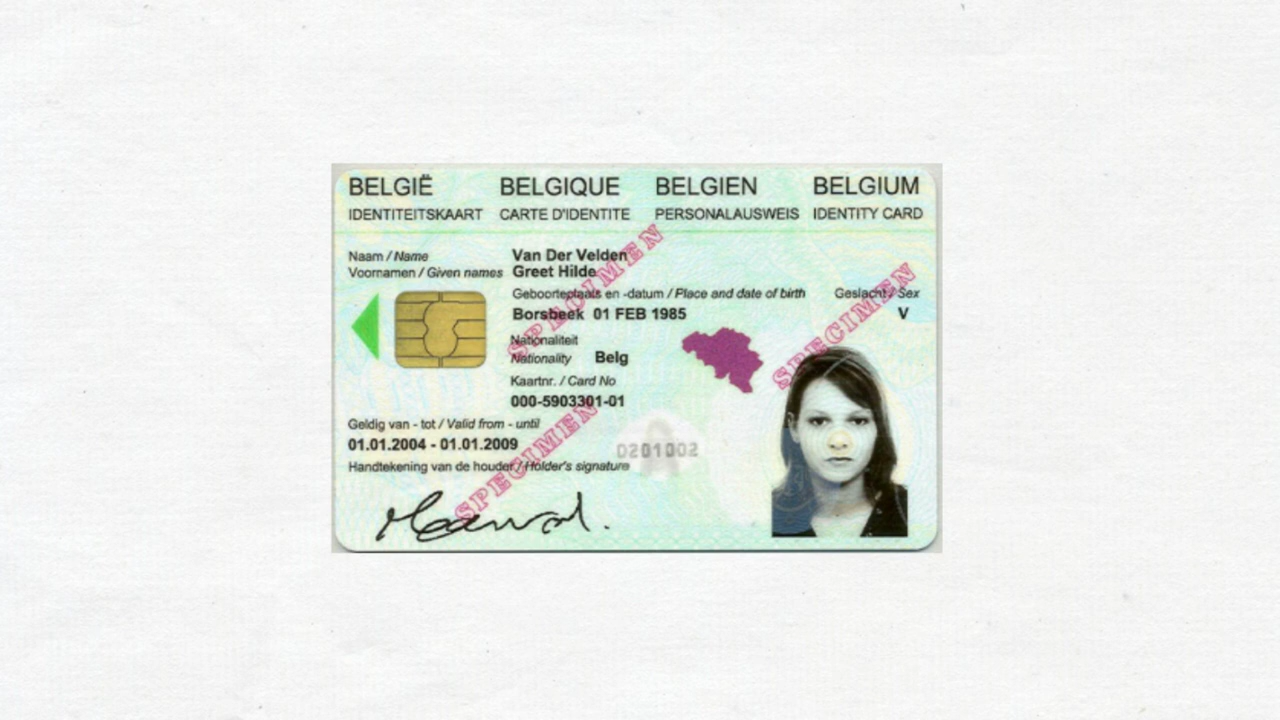 BELGIË BELGIQUE BELGIEN BELGIUM
IDENTITEITSKAART CARTE D'IDENTITE PERSONALAUSWEIS IDENTITY CARD
Naam / Name Van Der Velden
Voornamen / Given names Greet Hilde
Geboorteplaats en -datum / Place and date of birth Geslacht / Sex
Borsbeek 01 FEB 1985 V
Nationaliteit
Nationality Belg
Kaartnr. / Card No
000-5903301-01
Geldig van - tot / Valid from - until
01.01.2004 - 01.01.2009
0201002
Handtekening van de houder / Holder's signature
SPECIMEN
SPECIMEN
SPECIMEN